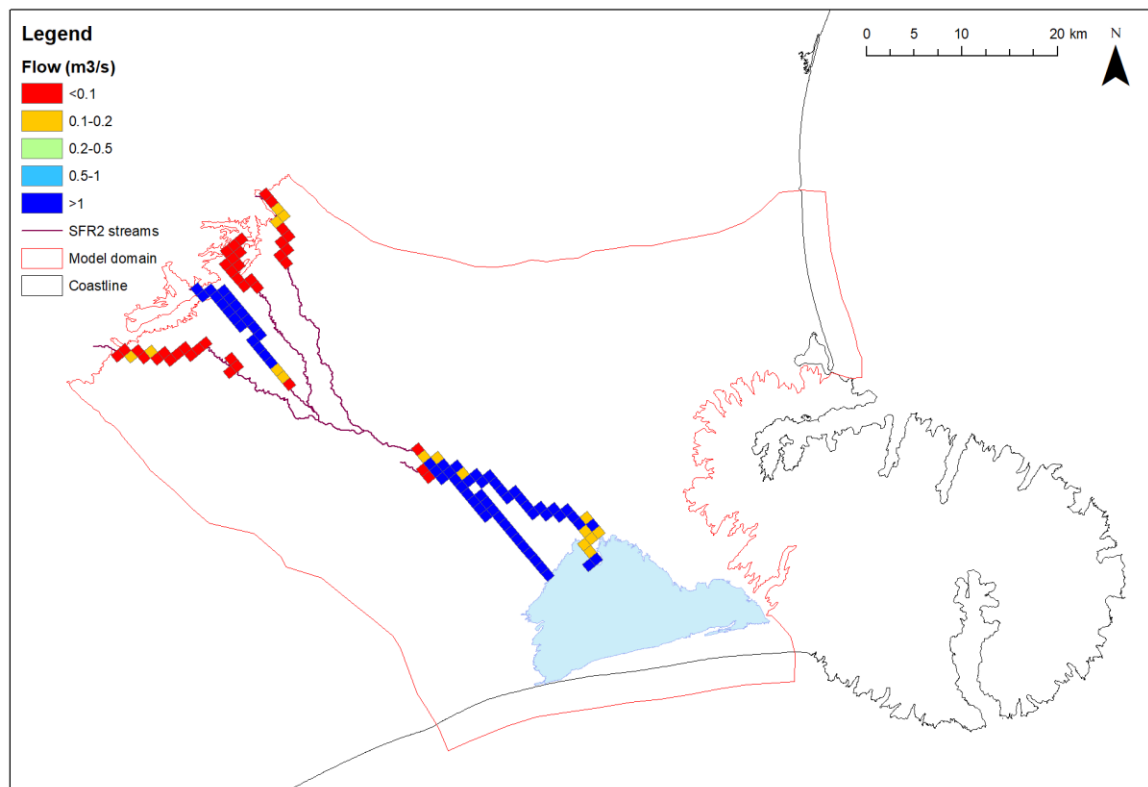 Legend
Flow (m3/s)
<0.1
0.1-0.2
0.2-0.5
0.5-1
>1
SFR2 streams
Model domain
Coastline
0 5 10 20 km
N